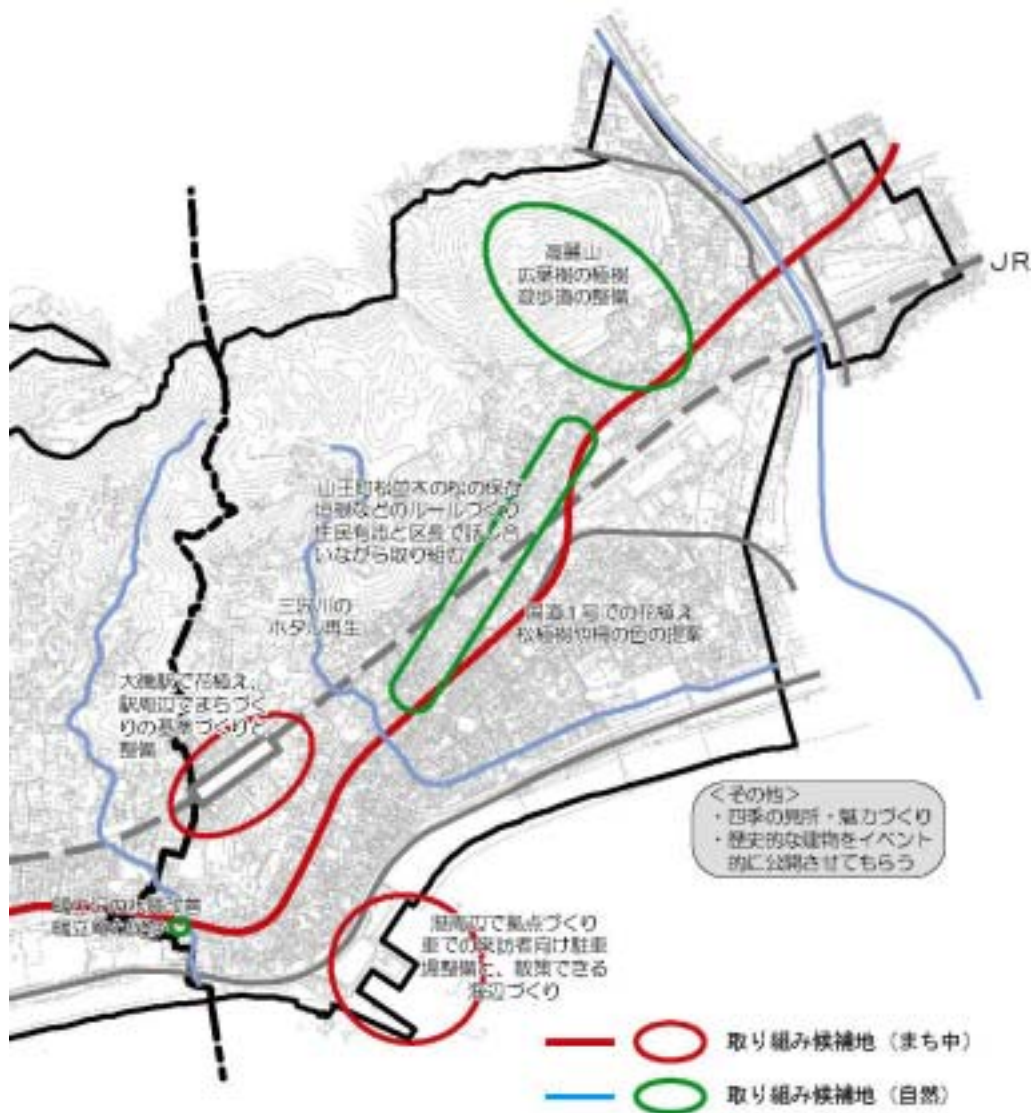 JR
高麗山
広葉樹の植樹
遊歩道の整備
山王町松並木の松の保存
垣根などのルールづくり
住民有志と区長で話し合
いながら取り組む
三沢川の
ホタル再生
国道1号での花植え
松植樹や柵の色の提案
大磯駅で花植え、
駅周辺でまちづく
りの基準づくりと
整備
<その他>
・四季の見所・魅力づくり
・歴史的な建物をイベント
的に公開させてもらう
港周辺で拠点づくり
車での来訪者向け駐車
場整備と、散策できる
海辺づくり
取り組み候補地(まち中)
取り組み候補地(自然)